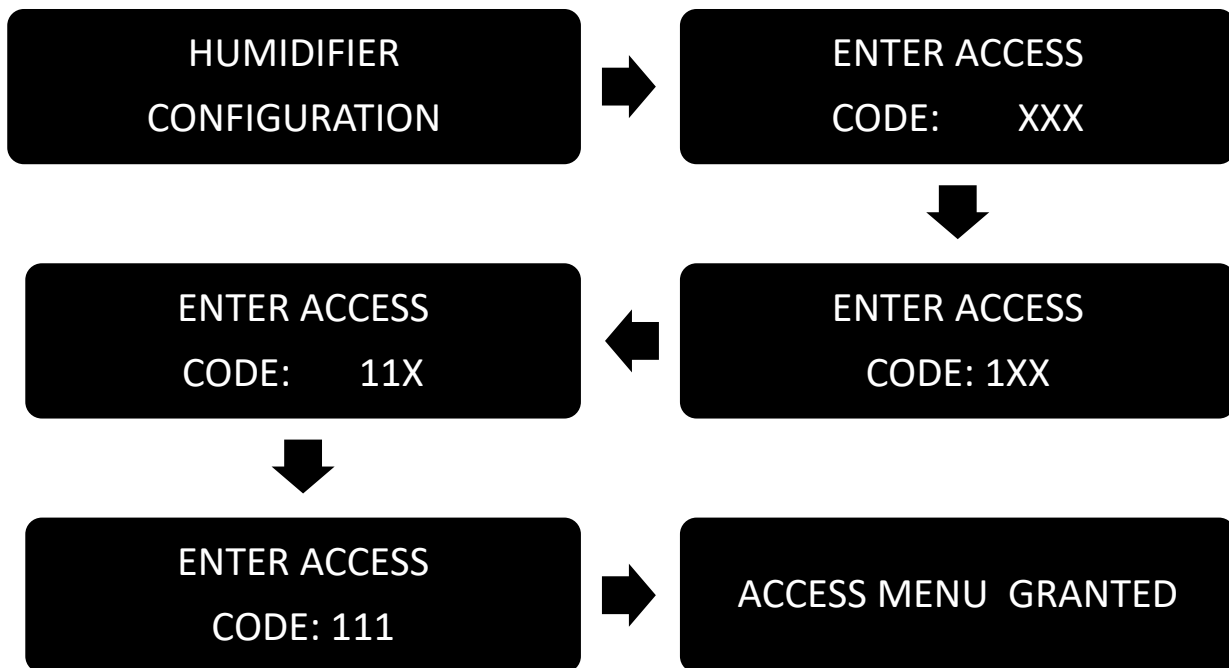 HUMIDIFIER
CONFIGURATION
ENTER ACCESS
CODE: XXX
ENTER ACCESS
CODE: 1XX
ENTER ACCESS
CODE: 11X
ENTER ACCESS
CODE: 111
ACCESS MENU GRANTED